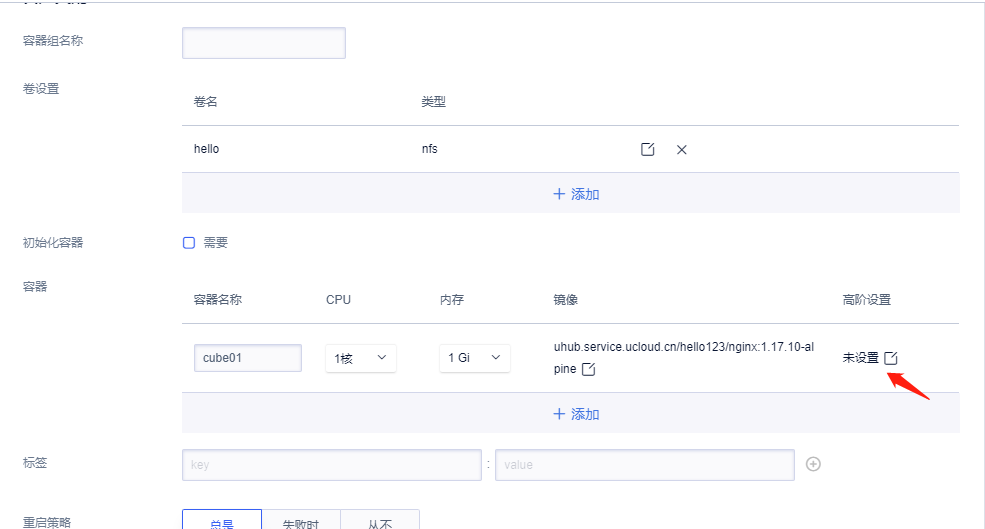 容器组名称
卷设置
卷名 类型
hello nfs
添加
初始化容器 需要
容器
容器名称 CPU 内存 镜像 高阶设置
cube01 1核 1 Gi uhub.service.ucloud.cn/hello123/nginx:1.17.10-al
pine 未设置
添加
标签 key : value
重启策略 总是 失败时 从不